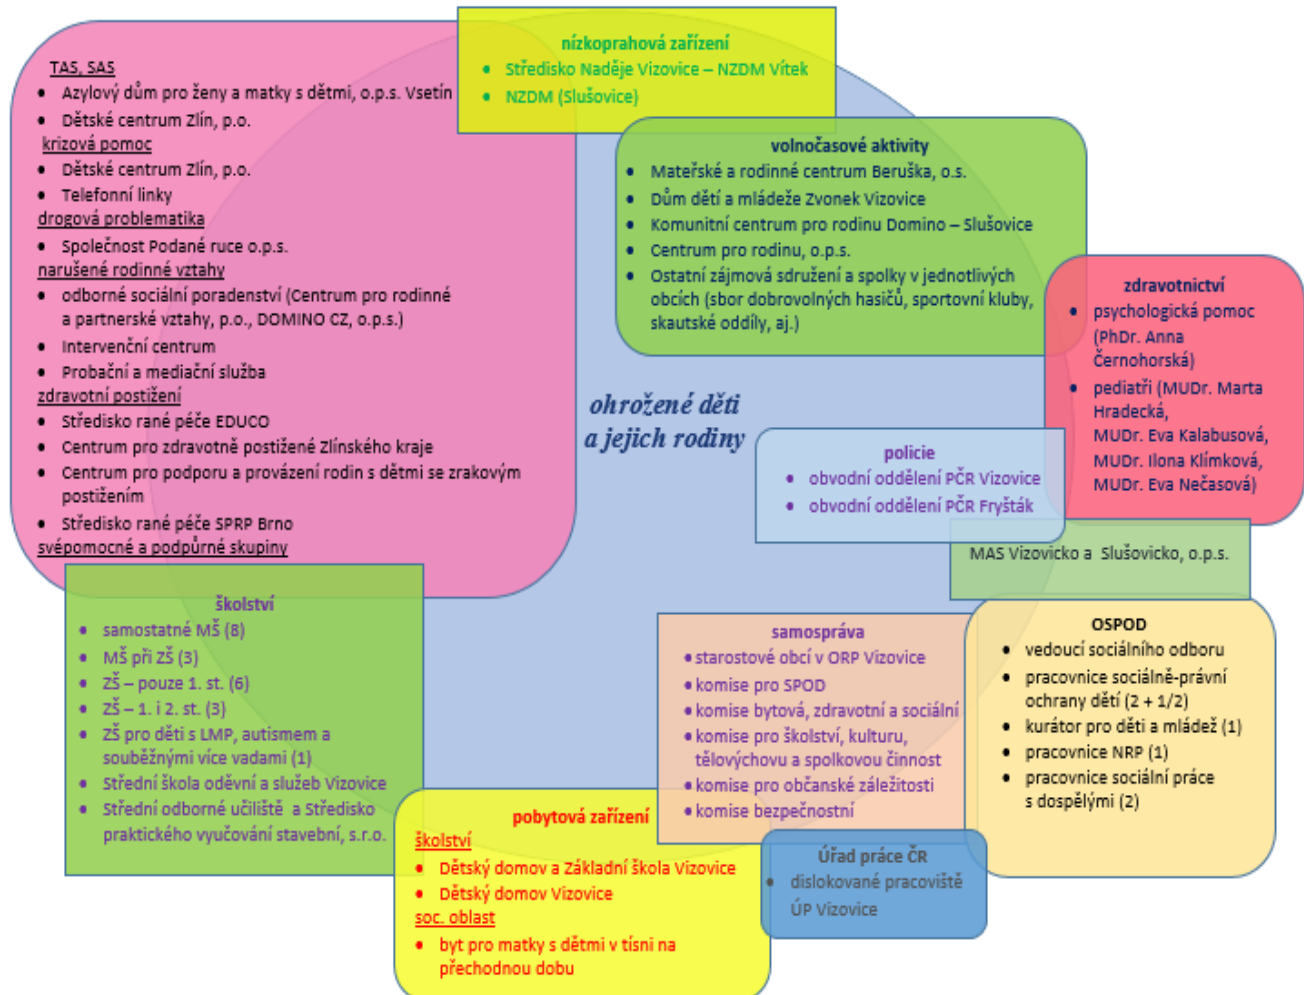 TAS, SAS
• Azylový dům pro ženy a matky s dětmi, o.p.s. Vsetín
• Dětské centrum Zlín, p.o.
krizová pomoc
• Dětské centrum Zlín, p.o.
• Telefonní linky
drogová problematika
• Společnost Podané ruce o.p.s.
narušené rodinné vztahy
• odborné sociální poradenství (Centrum pro rodinné
a partnerské vztahy, p.o., DOMINO CZ, o.p.s.)
• Intervenční centrum
• Probační a mediační služba
zdravotní postižení
• Středisko rané péče EDUCO
• Centrum pro zdravotně postižené Zlínského kraje
• Centrum pro podporu a provázení rodin s dětmi se zrakovým
postižením
• Středisko rané péče SPRP Brno
svépomocné a podpůrné skupiny
nízkoprahová zařízení
• Středisko Naděje Vizovice – NZDM Vítek
• NZDM (Slušovice)
volnočasové aktivity
• Mateřské a rodinné centrum Beruška, o.s.
• Dům dětí a mládeže Zvonek Vizovice
• Komunitní centrum pro rodinu Domino – Slušovice
• Centrum pro rodinu, o.p.s.
• Ostatní zájmová sdružení a spolky v jednotlivých
obcích (sbor dobrovolných hasičů, sportovní kluby,
skautské oddíly, aj.)
zdravotnictví
• psychologická pomoc
(PhDr. Anna
Černohorská)
• pediatři (MUDr. Marta
Hradecká,
MUDr. Eva Kalabusová,
MUDr. Ilona Klímková,
MUDr. Eva Nečasová)
ohrožené děti
a jejich rodiny
policie
• obvodní oddělení PČR Vizovice
• obvodní oddělení PČR Fryšták
MAS Vizovicko a Slušovicko, o.p.s.
školství
• samostatné MŠ (8)
• MŠ při ZŠ (3)
• ZŠ – pouze 1. st. (6)
• ZŠ – 1. i 2. st. (3)
• ZŠ pro děti s LMP, autismem a
souběžnými více vadami (1)
• Střední škola oděvní a služeb Vizovice
• Střední odborné učiliště a Středisko
praktického vyučování stavební, s.r.o.
samospráva
• starostové obcí v ORP Vizovice
• komise pro SPOD
• komise bytová, zdravotní a sociální
• komise pro školství, kulturu,
tělovýchovu a spolkovou činnost
• komise pro občanské záležitosti
• komise bezpečnostní
OSPOD
• vedoucí sociálního odboru
• pracovnice sociálně-právní
ochrany dětí (2 + 1/2)
• kurátor pro děti a mládež (1)
• pracovnice NRP (1)
• pracovnice sociální práce
s dospělými (2)
pobytová zařízení
školství
• Dětský domov a Základní škola Vizovice
• Dětský domov Vizovice
soc. oblast
• byt pro matky s dětmi v tísni na
přechodnou dobu
Úřad práce ČR
• dislokované pracoviště
ÚP Vizovice